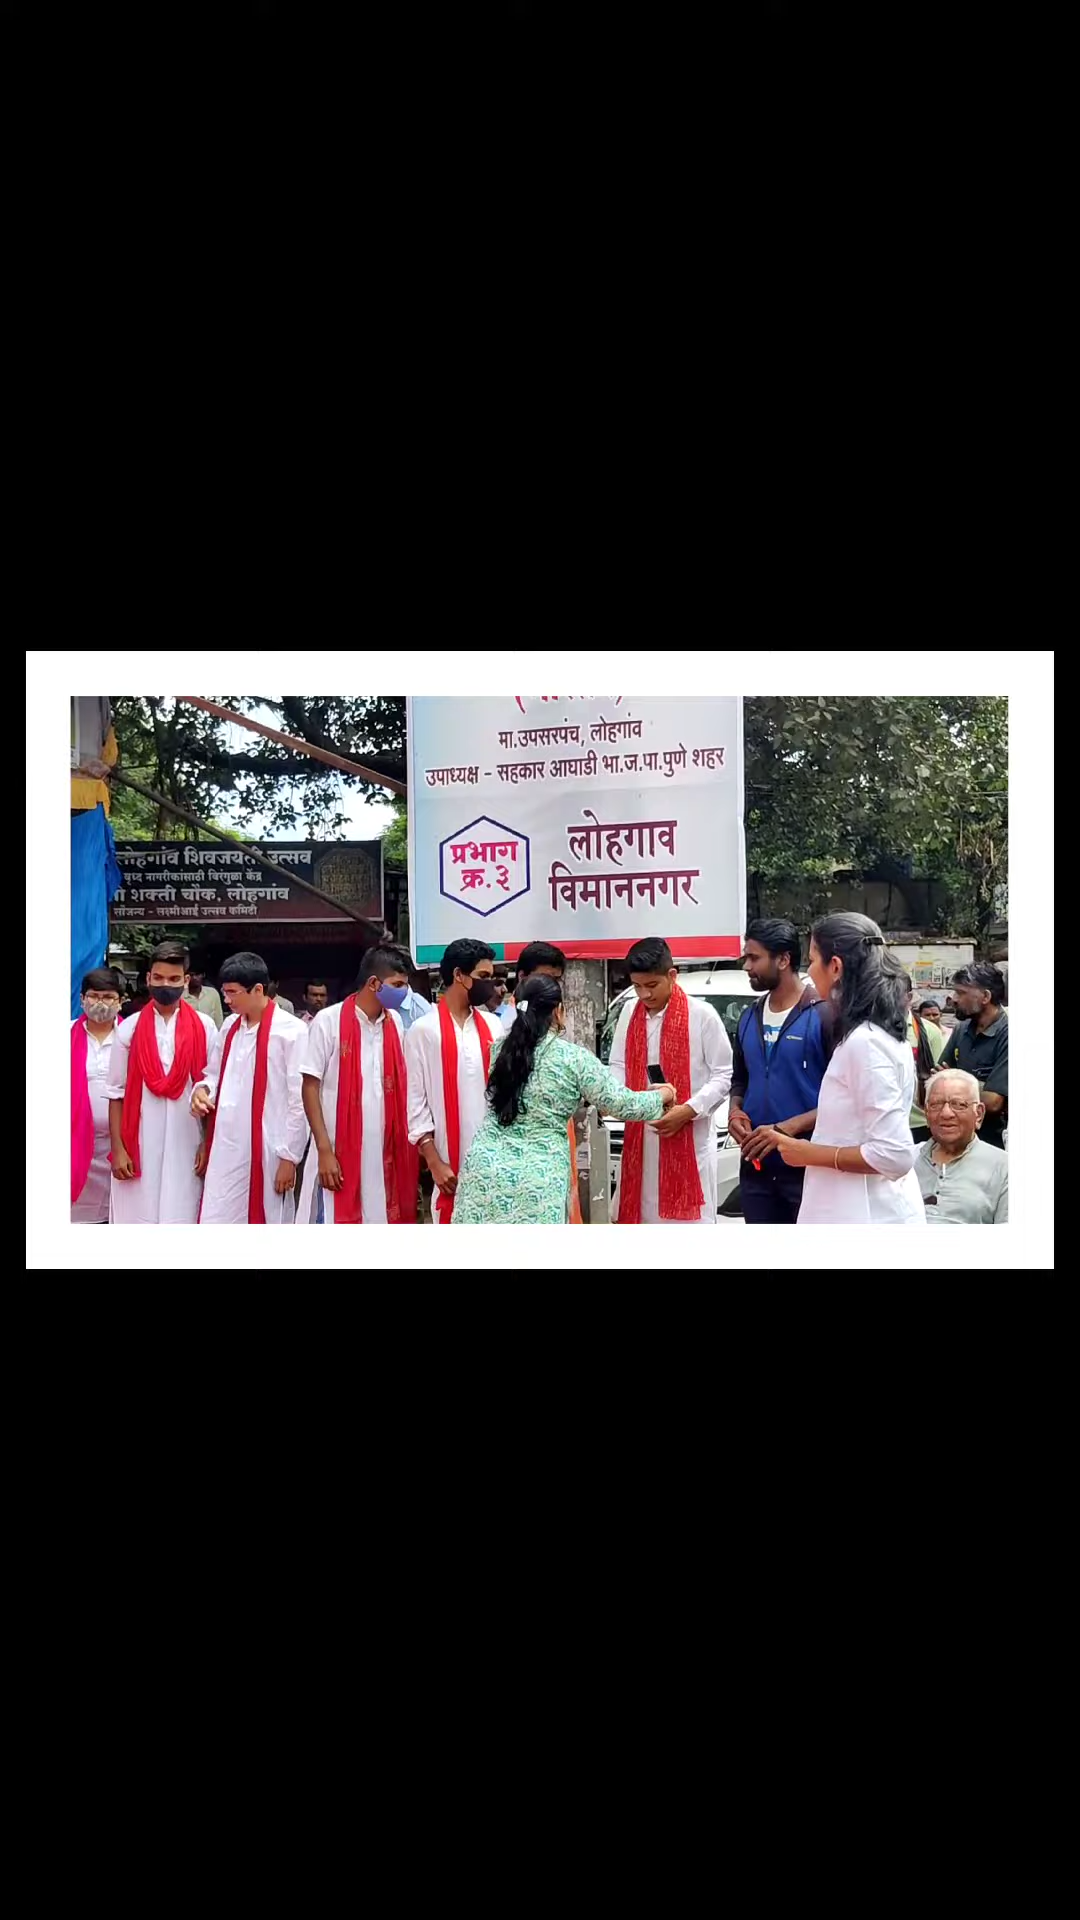 मा.उपसरपंच, लोहगांव
उपाध्यक्ष - सहकार आघाडी भा.ज.पा.पुणे शहर
प्रभाग
क्र.३
लोहगाव
विमाननगर
लोहगांव शिवजयंती उत्सव
वृध्द नागरीकांसाठी विरंगुळा केंद्र
शक्ती चौक, लोहगांव
सौजन्य - लक्ष्मीआई उत्सव कमिटी